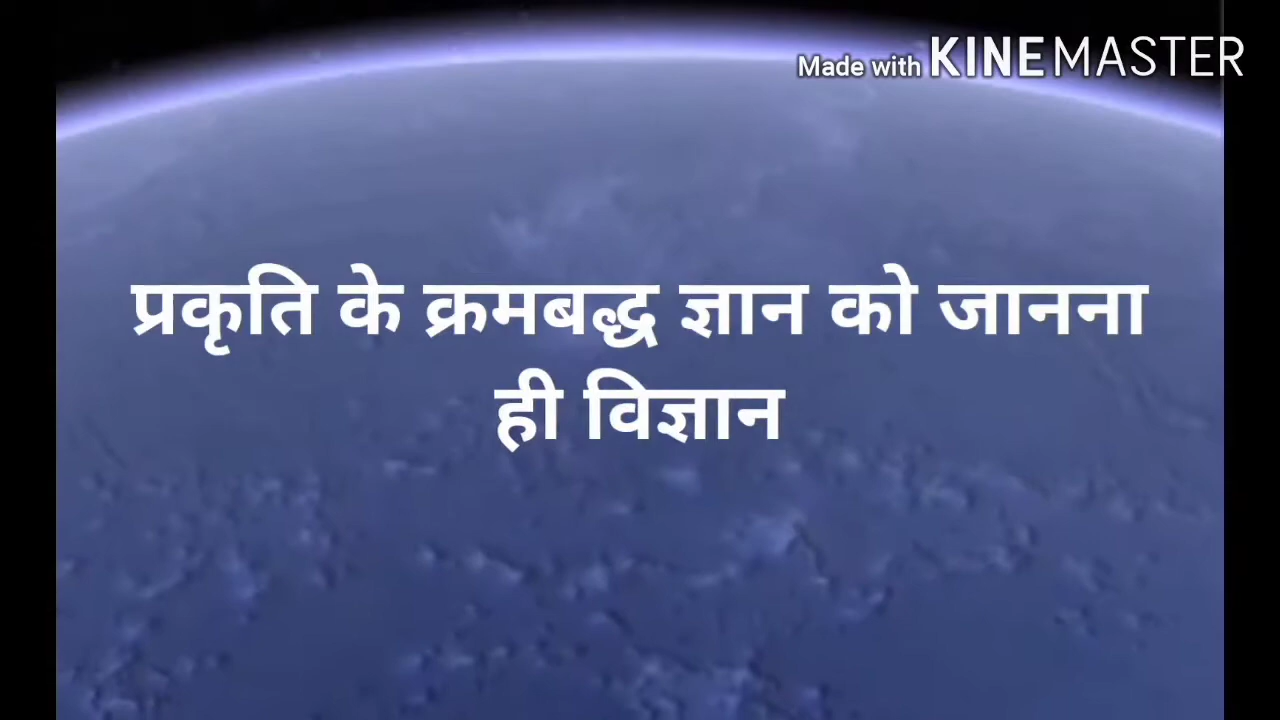 Made with KINEMASTER
प्रकृति के क्रमबद्ध ज्ञान को जानना
ही विज्ञान